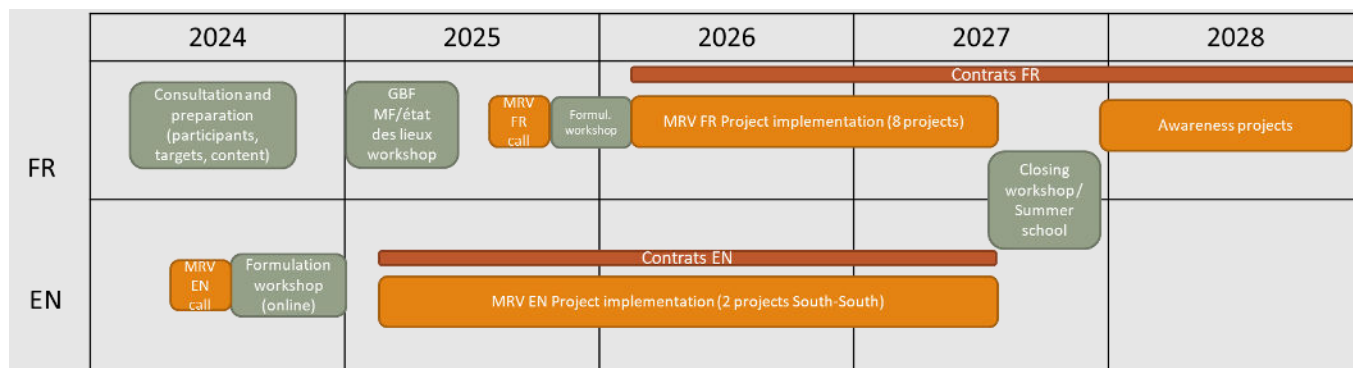 2024
2025
2026
2027
2028
FR
Contrats FR
Consultation and
preparation
(participants,
targets, content)
GBF
MF/état
des lieux
workshop
MRV
FR
call
Formul.
workshop
MRV FR Project implementation (8 projects)
Awareness projects
Closing
workshop/
Summer
school
EN
MRV
EN
call
Formulation
workshop
(online)
Contrats EN
MRV EN Project implementation (2 projects South-South)